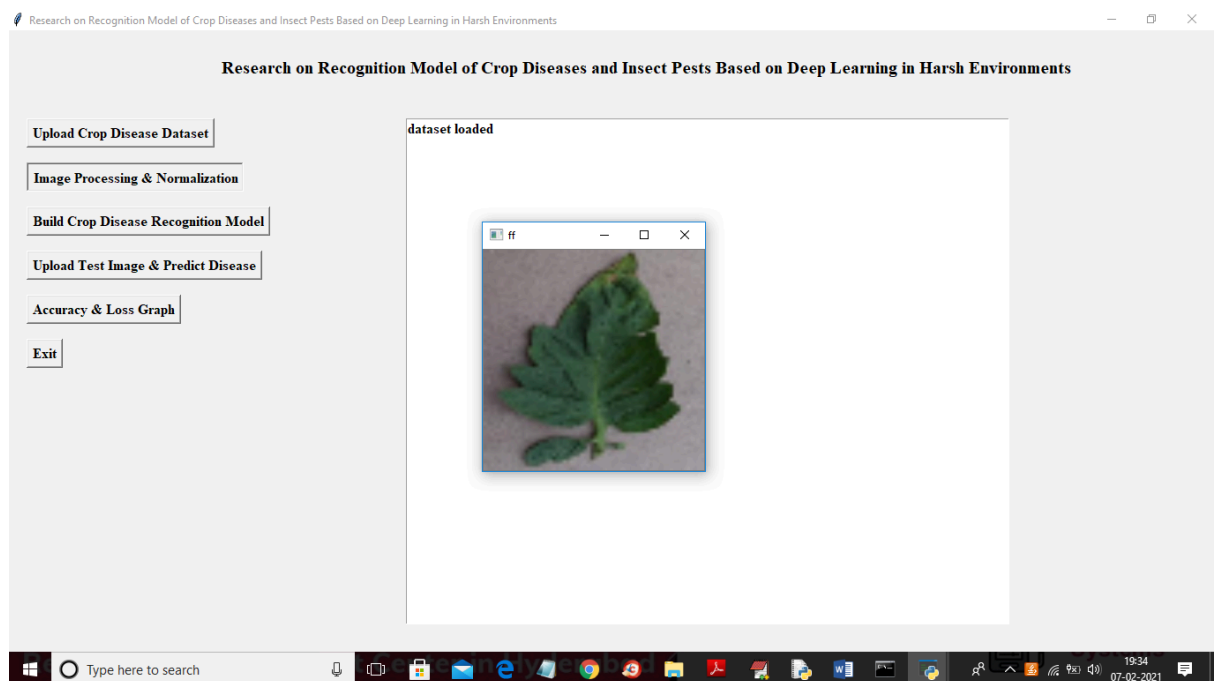 Research on Recognition Model of Crop Diseases and Insect Pests Based on Deep Learning in Harsh Environments
Research on Recognition Model of Crop Diseases and Insect Pests Based on Deep Learning in Harsh Environments
Upload Crop Disease Dataset
dataset loaded
Image Processing & Normalization
Build Crop Disease Recognition Model
ff
Upload Test Image & Predict Disease
Accuracy & Loss Graph
Exit
Type here to search
19:34
07-02-2021